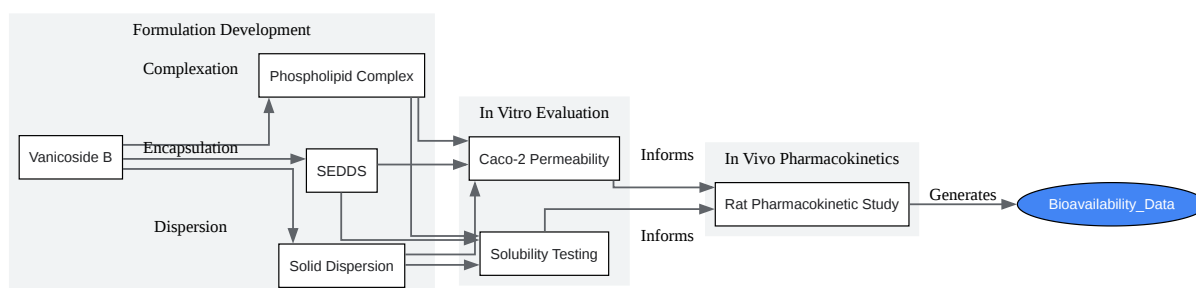 Formulation Development
Complexation
Phospholipid Complex
Vanicoside B
Encapsulation
SEDDS
Dispersion
Solid Dispersion
In Vitro Evaluation
Caco-2 Permeability
Solubility Testing
Informs
Informs
In Vivo Pharmacokinetics
Rat Pharmacokinetic Study
Generates
Bioavailability_Data